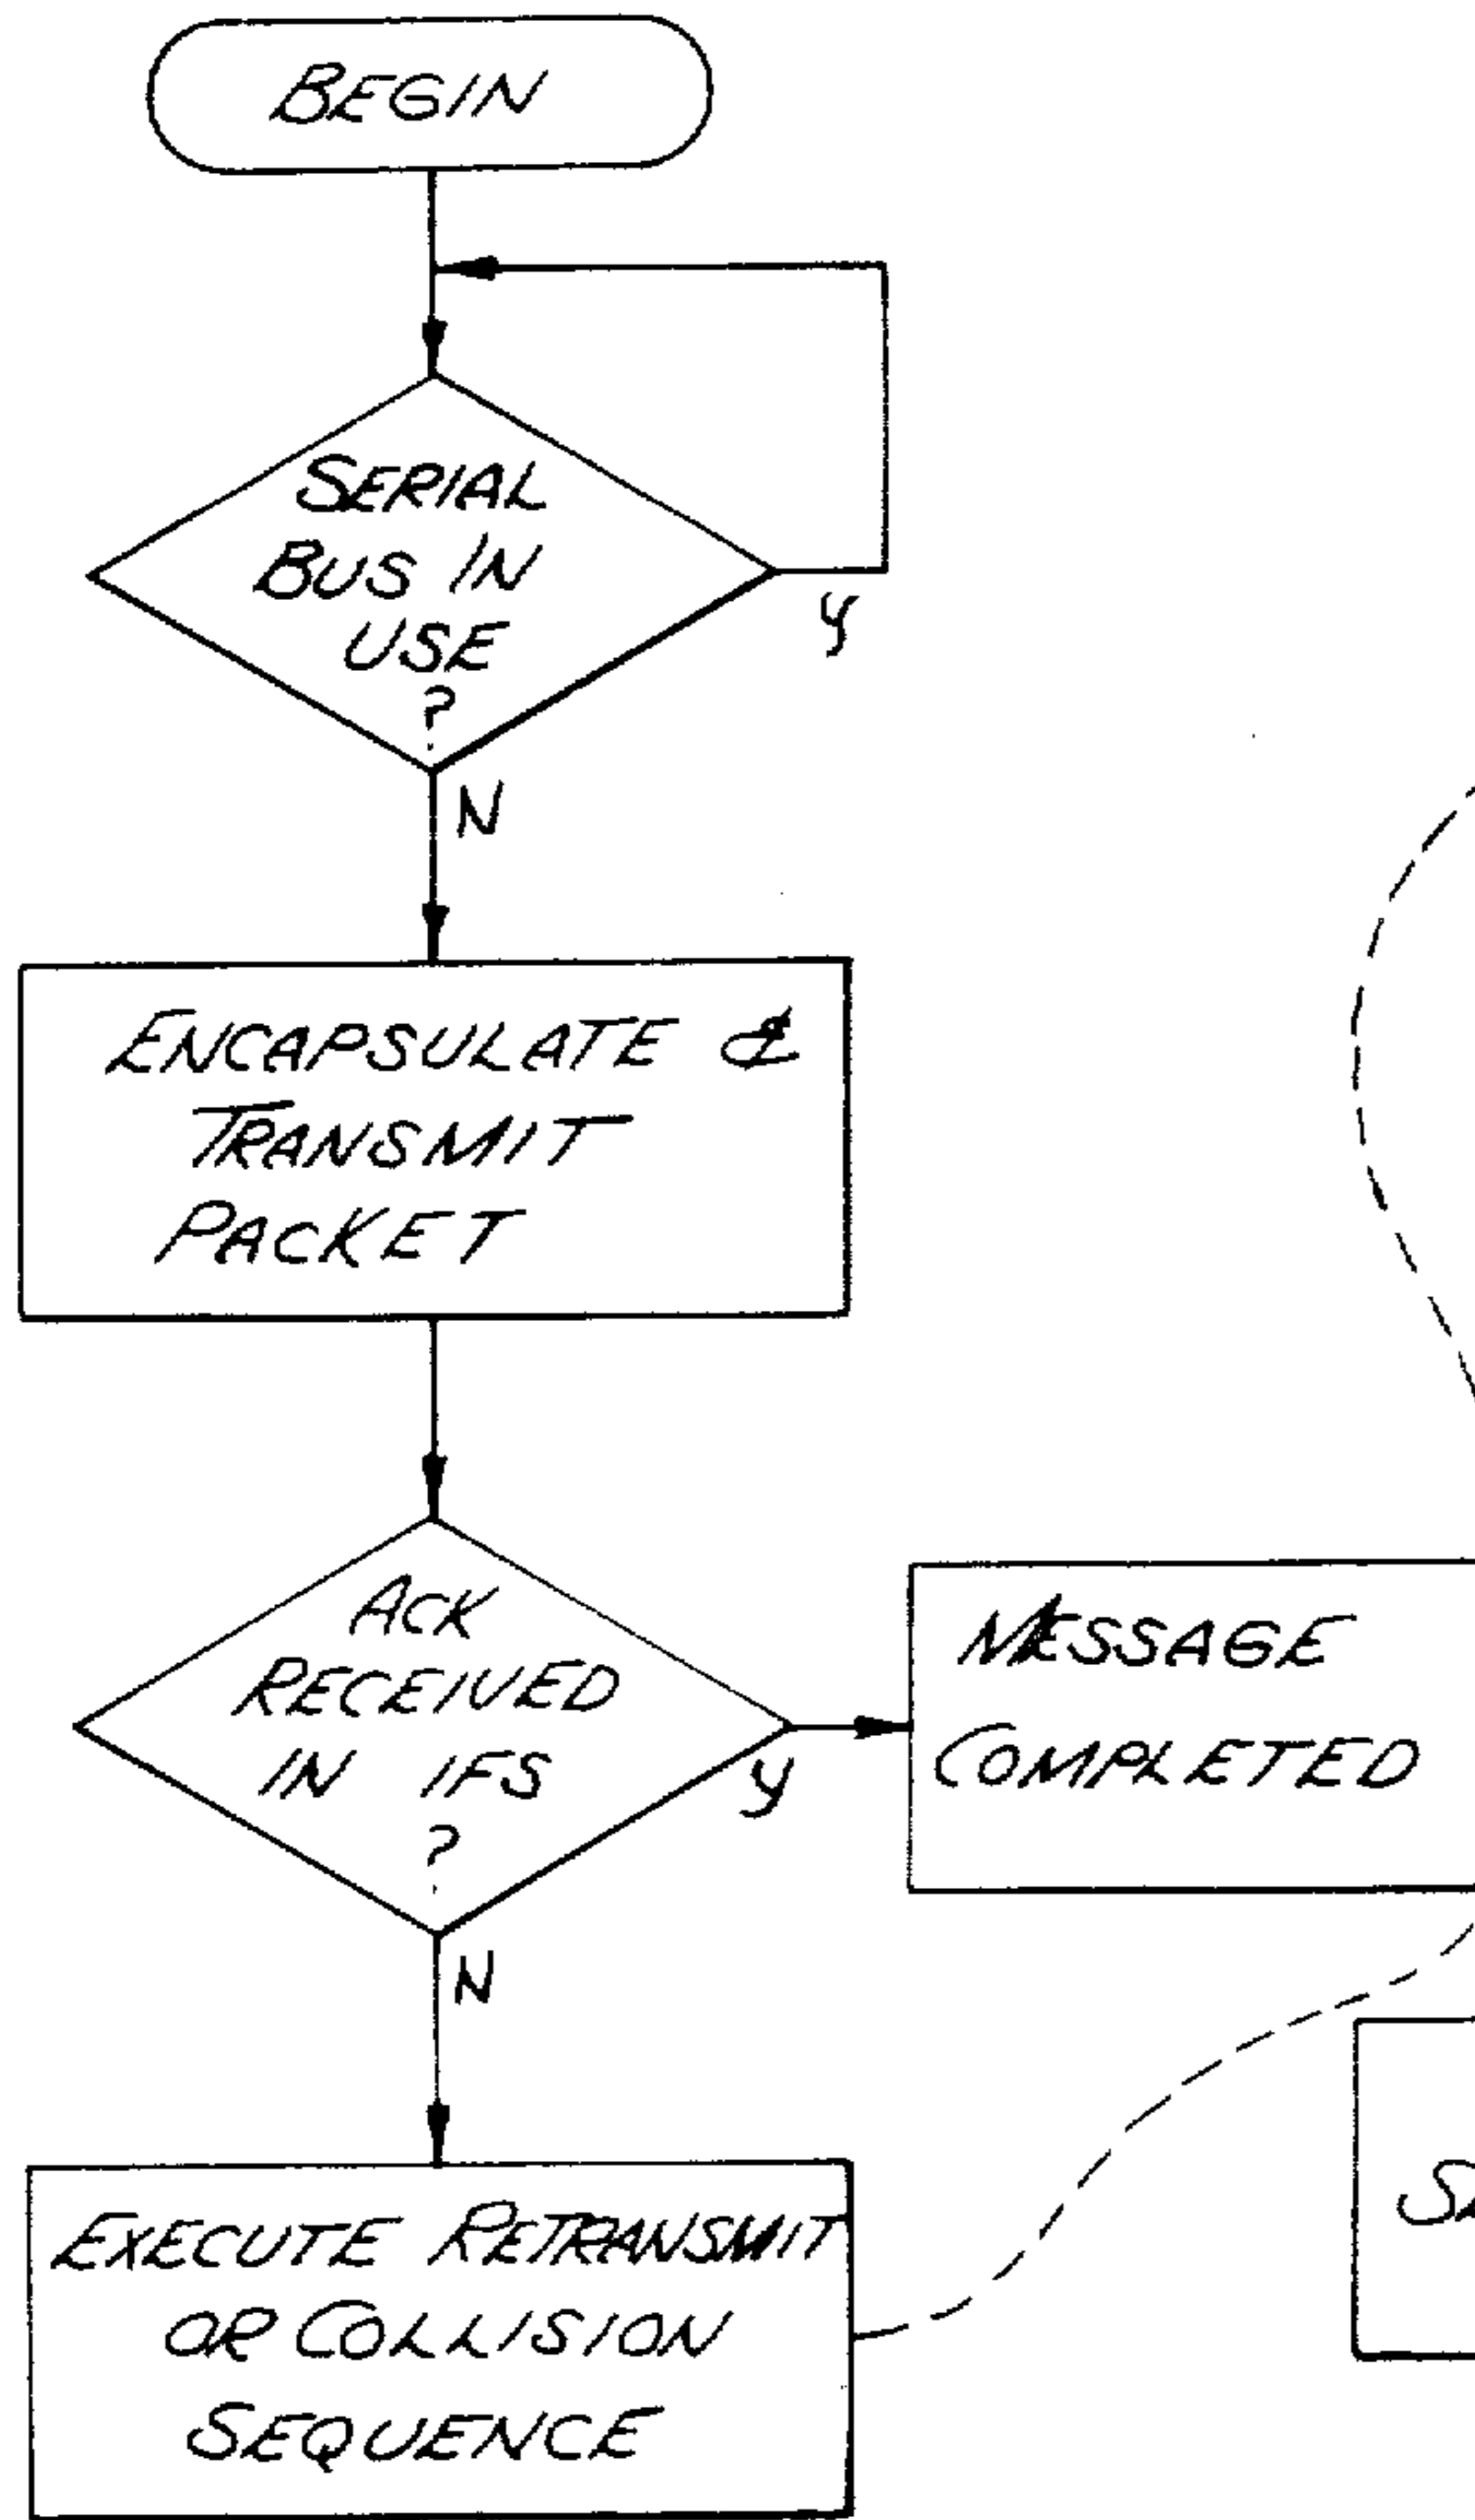 BEGIN
SERIAL
BUS IN
USE
?
Y
N
ENCAPSULATE &
TRANSMIT
PACKET
ACK
RECEIVED
IN IFS
?
Y
N
MESSAGE
COMPLETED
EXECUTE RETRANSMIT
OR COLLISION
SEQUENCE